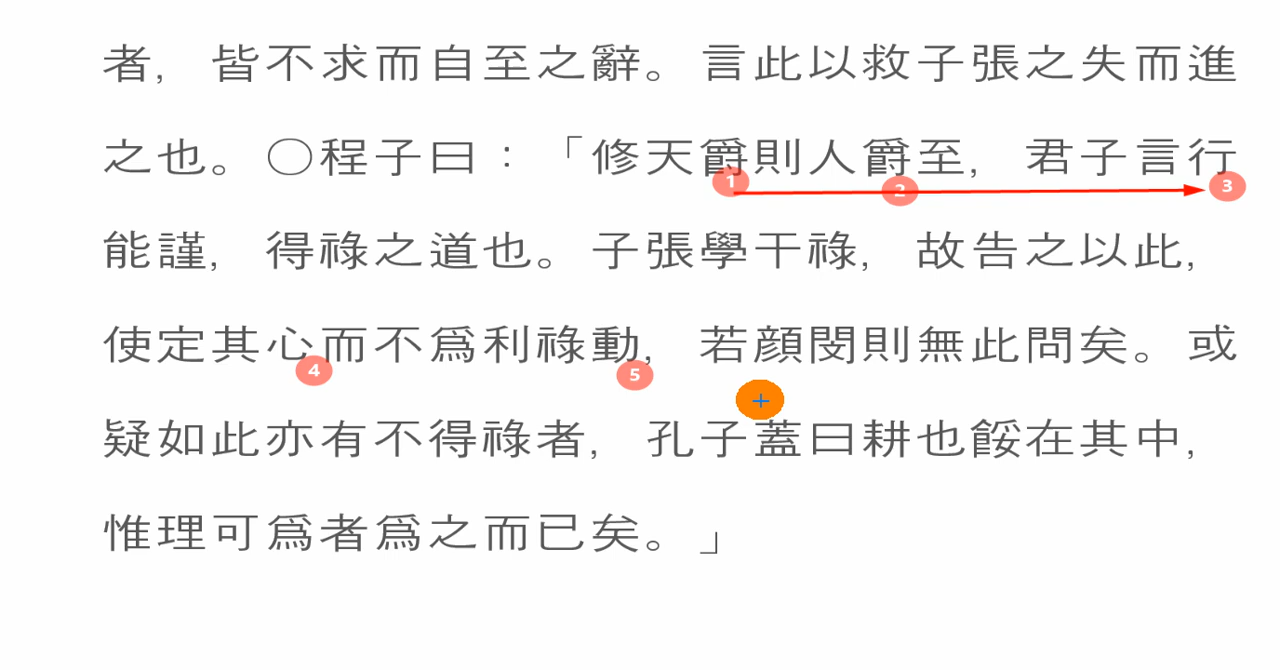 者，皆不求而自至之辭。言此以救子張之失而進
之也。〇程子曰：「修天爵則人爵至，君子言行
能謹，得祿之道也。子張學干祿，故告之以此，
使定其心而不爲利祿動，若顏閔則無此問矣。或
疑如此亦有不得祿者，孔子蓋曰耕也餒在其中，
惟理可爲者爲之而已矣。」
1
2
3
4
5